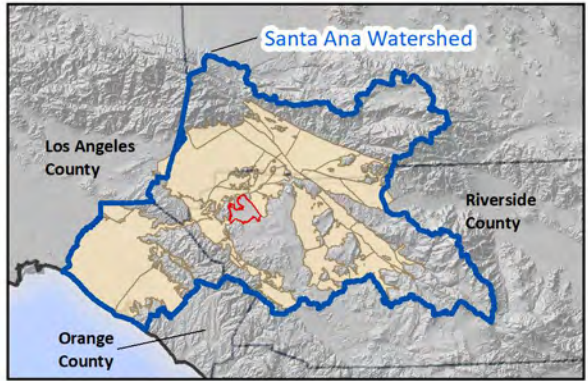 Santa Ana Watershed
Los Angeles
County
Riverside
County
Orange
County